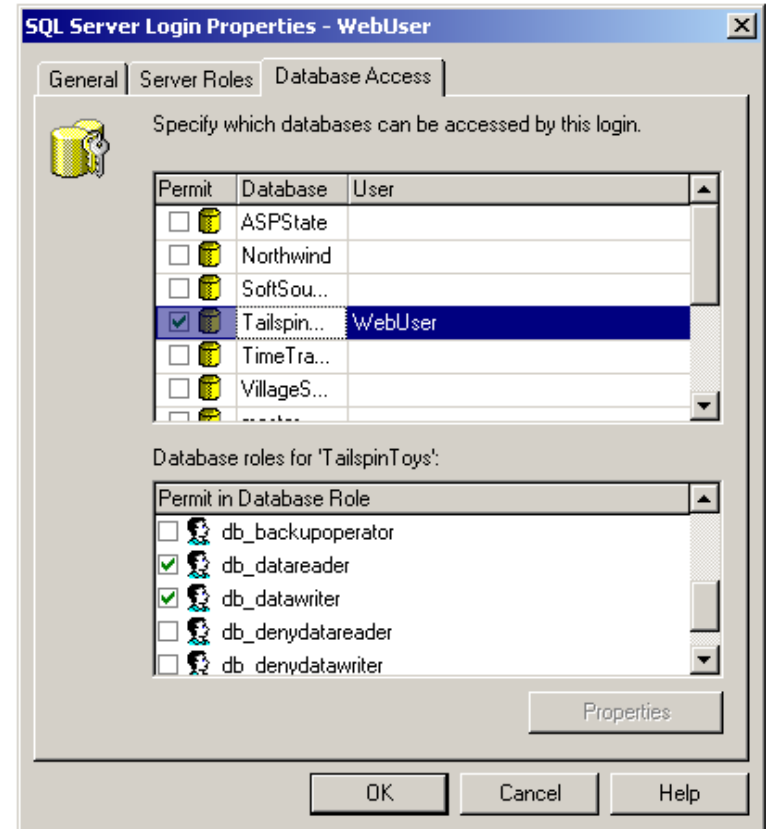 SQL Server Login Properties - WebUser
General Server Roles Database Access
Specify which databases can be accessed by this login.
Permit Database User
ASPState
Northwind
SoftSou...
Tailspin... WebUser
TimeTra...
VillageS...
Database roles for 'TailspinToys':
Permit in Database Role
db_backupoperator
db_datareader
db_datawriter
db_denydatareader
db_denydatawriter
Properties
OK Cancel Help